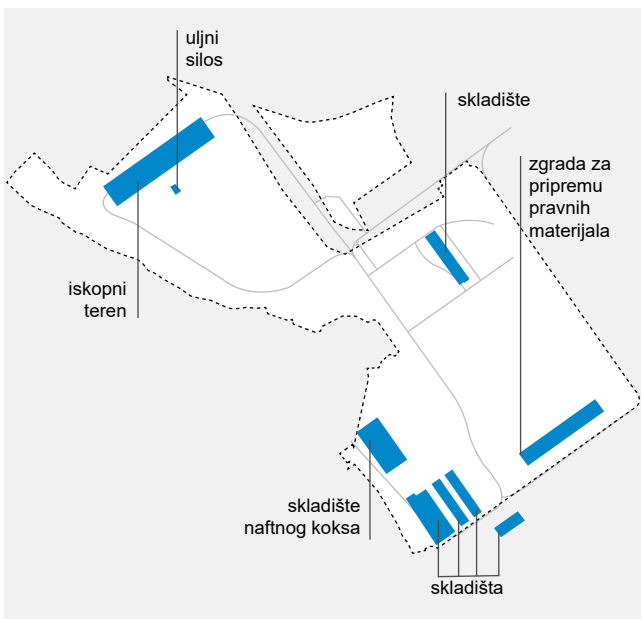 uljni
silos
skladište
zgrada za
pripremu
pravnih
materijala
iskopni
teren
skladište
naftnog koksa
skladišta